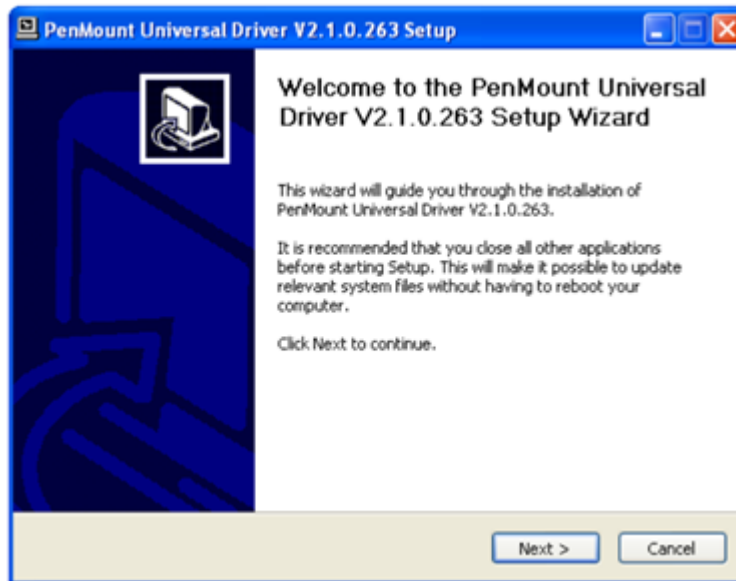 PenMount Universal Driver V2.1.0.263 Setup
Welcome to the PenMount Universal
Driver V2.1.0.263 Setup Wizard
This wizard will guide you through the installation of
PenMount Universal Driver V2.1.0.263.
It is recommended that you close all other applications
before starting Setup. This will make it possible to update
relevant system files without having to reboot your
computer.
Click Next to continue.
Next >
Cancel